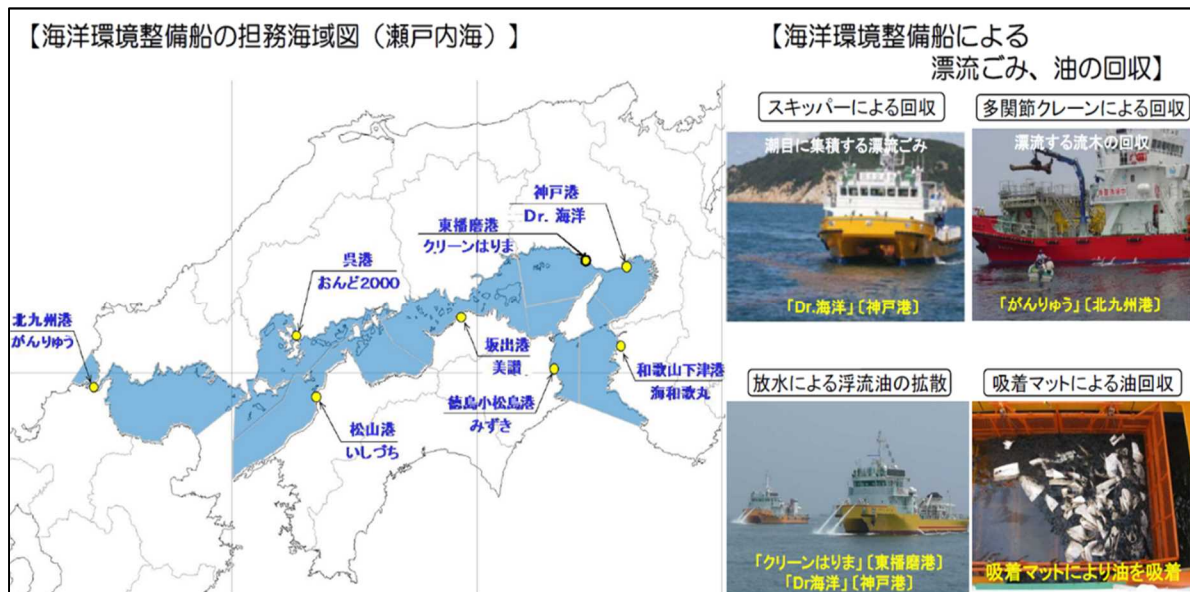 【海洋環境整備船の担務海域図（瀬戸内海）】
神戸港
Dr. 海洋
東播磨港
クリーンはりま
呉港
おんど2000
北九州港
がんりゅう
坂出港
美讃
和歌山下津港
海和歌丸
徳島小松島港
みずき
松山港
いしづち
【海洋環境整備船による
漂流ごみ、油の回収】
スキッパーによる回収
潮目に集積する漂流ごみ
「Dr.海洋」〔神戸港〕
多関節クレーンによる回収
漂流する流木の回収
「がんりゅう」〔北九州港〕
放水による浮流油の拡散
「クリーンはりま」〔東播磨港〕
「Dr海洋」〔神戸港〕
吸着マットによる油回収
吸着マットにより油を吸着